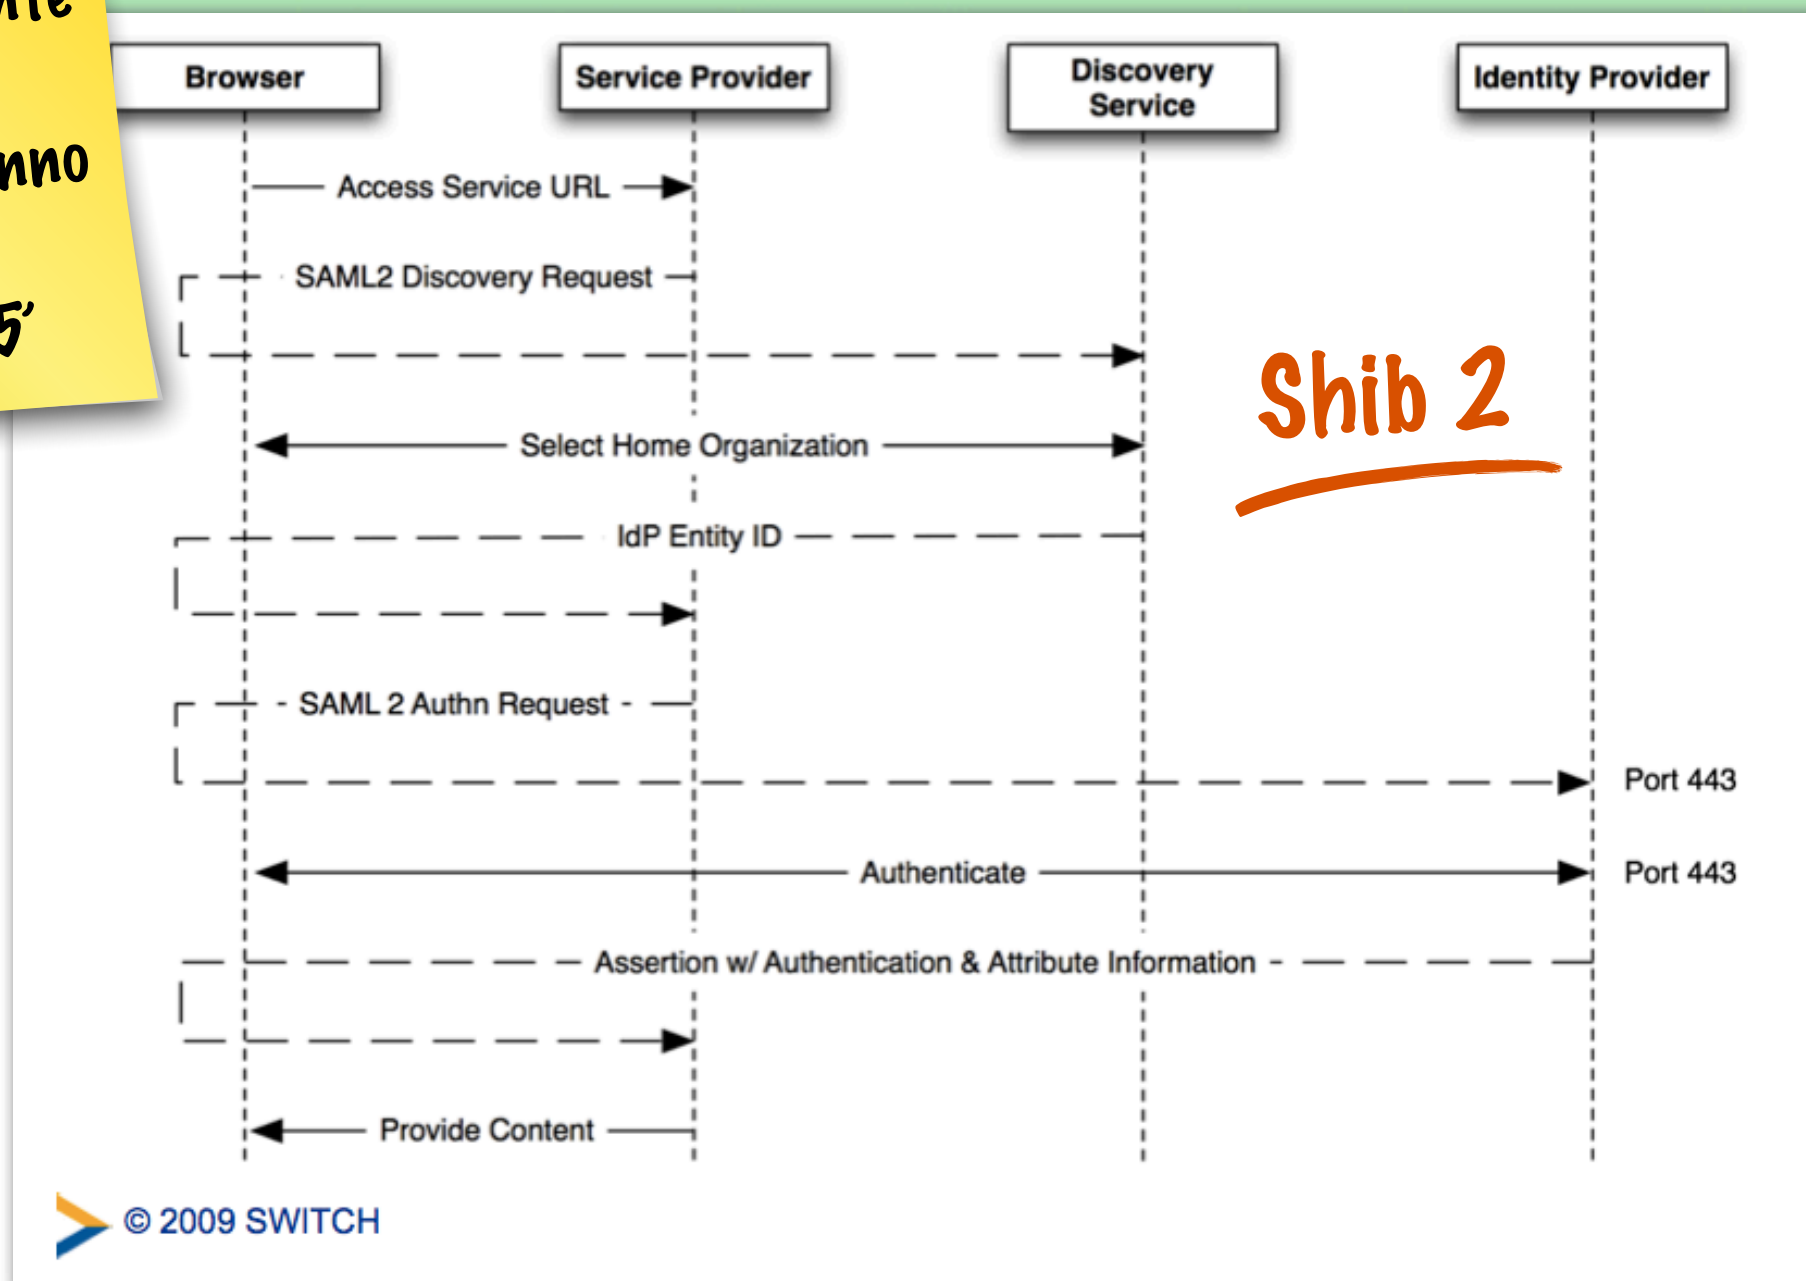 Browser
Service Provider
Discovery
Service
Identity Provider
Access Service URL
SAML2 Discovery Request
Select Home Organization
Shib 2
IdP Entity ID
SAML 2 Authn Request
Port 443
Authenticate
Port 443
Assertion w/ Authentication & Attribute Information
Provide Content
© 2009 SWITCH